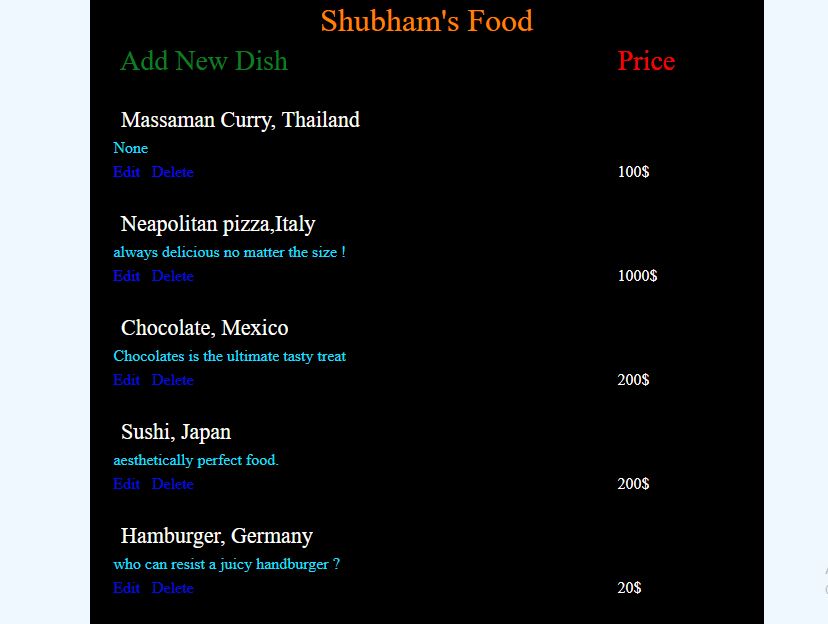 Shubham's Food
Add New Dish Price
Massaman Curry, Thailand
None
Edit Delete 100$
Neapolitan pizza,Italy
always delicious no matter the size !
Edit Delete 1000$
Chocolate, Mexico
Chocolates is the ultimate tasty treat
Edit Delete 200$
Sushi, Japan
aesthetically perfect food.
Edit Delete 200$
Hamburger, Germany
who can resist a juicy handburger ?
Edit Delete 20$